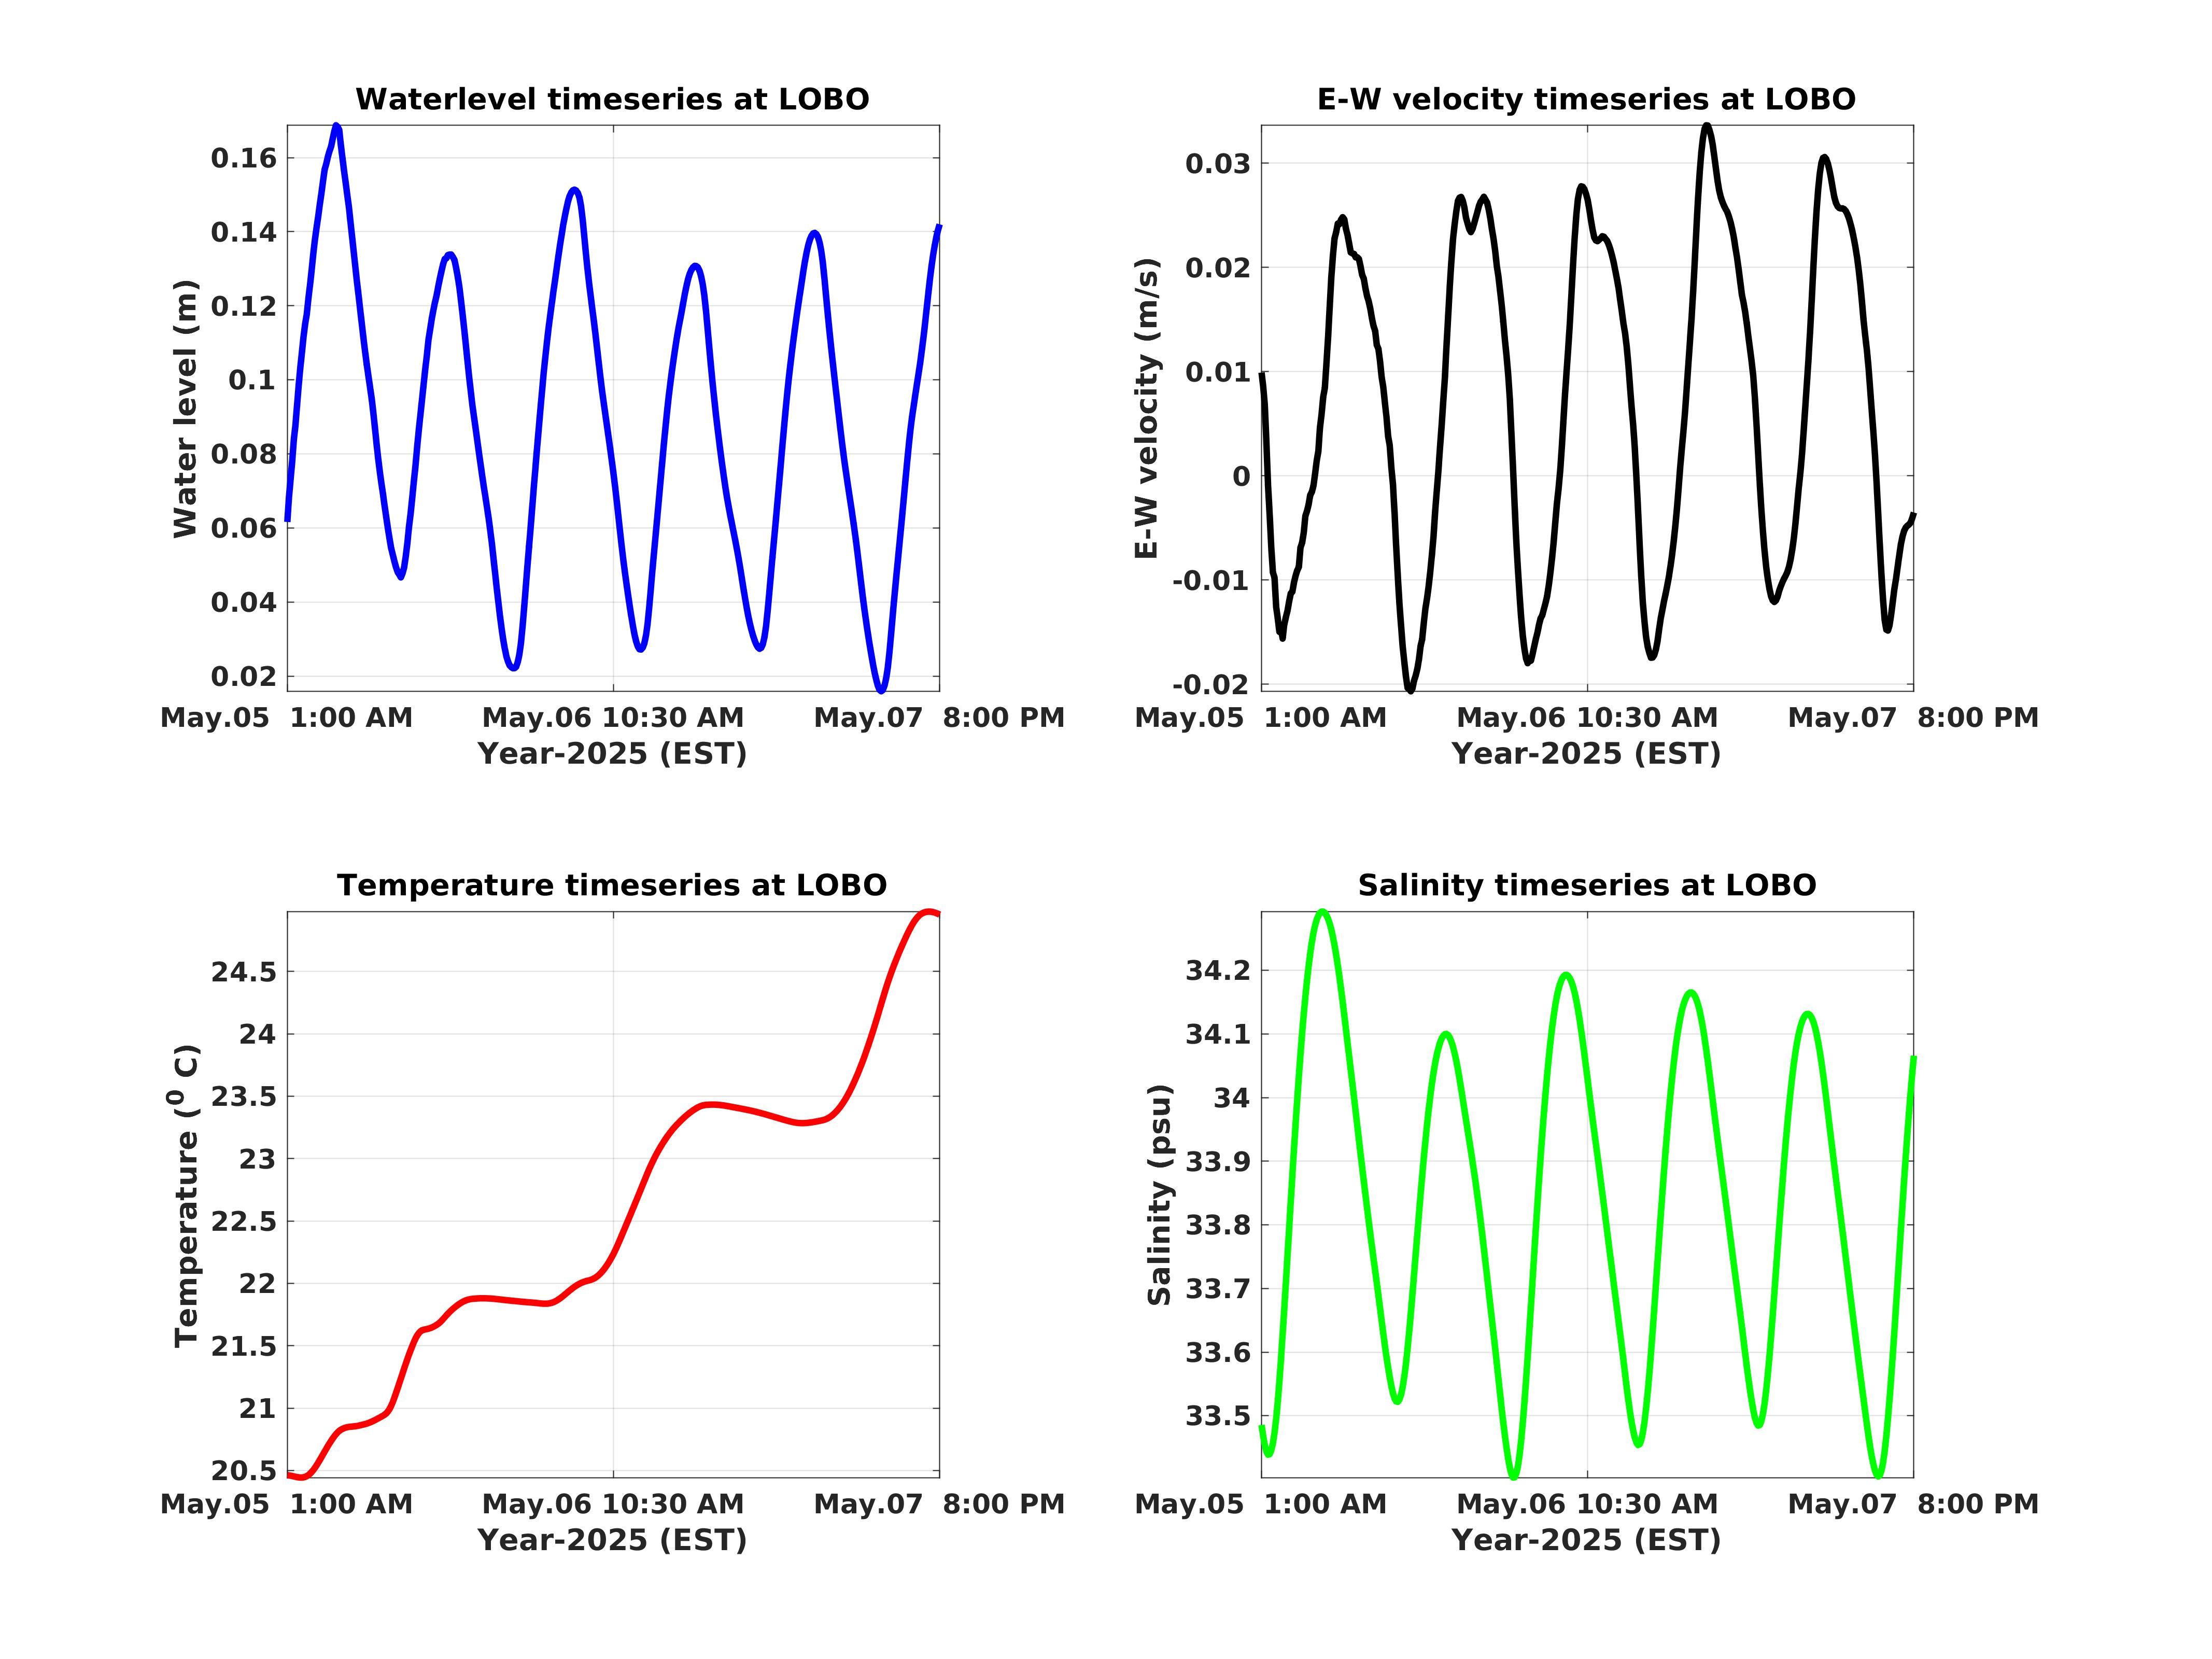 Waterlevel timeseries at LOBO
0.16
0.14
0.12
0.1
0.08
0.06
0.04
0.02
Water level (m)
May.05 1:00 AM May.06 10:30 AM May.07 8:00 PM
Year-2025 (EST)
E-W velocity timeseries at LOBO
0.03
0.02
0.01
0
-0.01
-0.02
E-W velocity (m/s)
May.05 1:00 AM May.06 10:30 AM May.07 8:00 PM
Year-2025 (EST)
Temperature timeseries at LOBO
24.5
24
23.5
23
22.5
22
21.5
21
20.5
Temperature (⁰ C)
May.05 1:00 AM May.06 10:30 AM May.07 8:00 PM
Year-2025 (EST)
Salinity timeseries at LOBO
34.2
34.1
34
33.9
33.8
33.7
33.6
33.5
Salinity (psu)
May.05 1:00 AM May.06 10:30 AM May.07 8:00 PM
Year-2025 (EST)